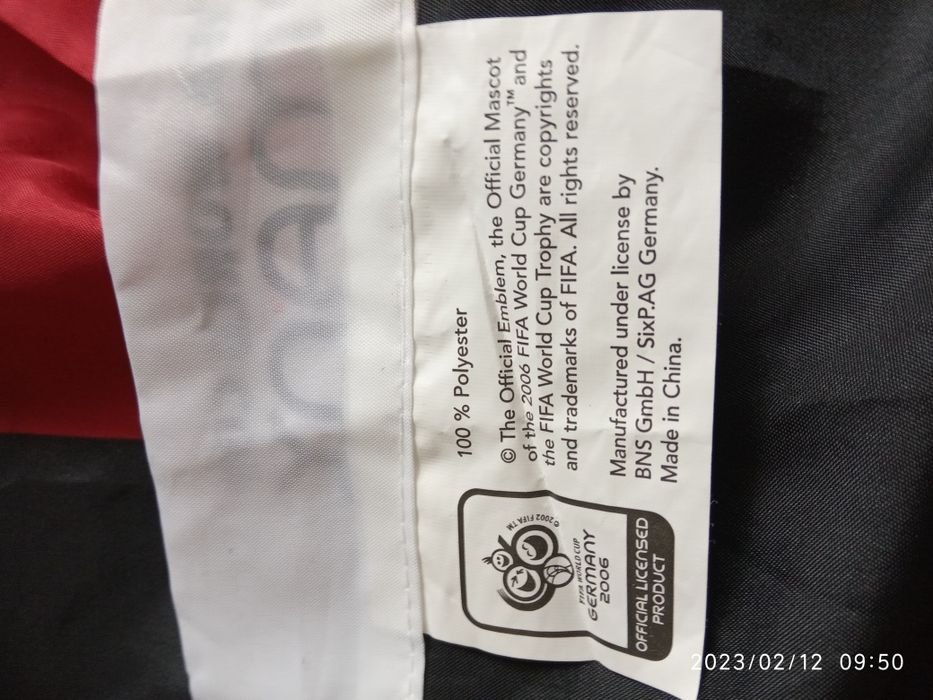 100 % Polyester
© The Official Emblem, the Official Mascot
of the 2006 FIFA World Cup Germany™ and
the FIFA World Cup Trophy are copyrights
and trademarks of FIFA. All rights reserved.
Manufactured under license by
BNS GmbH / SixP.AG Germany.
Made in China.
© 2002 FIFA TM
FIFA WORLD CUP
GERMANY
2006
OFFICIAL LICENSED
PRODUCT
2023/02/12 09:50